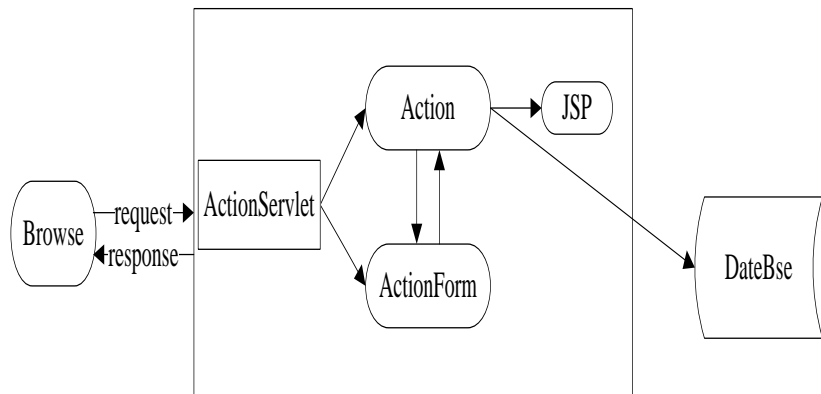 Browse
request
response
ActionServlet
Action
ActionForm
JSP
DateBse